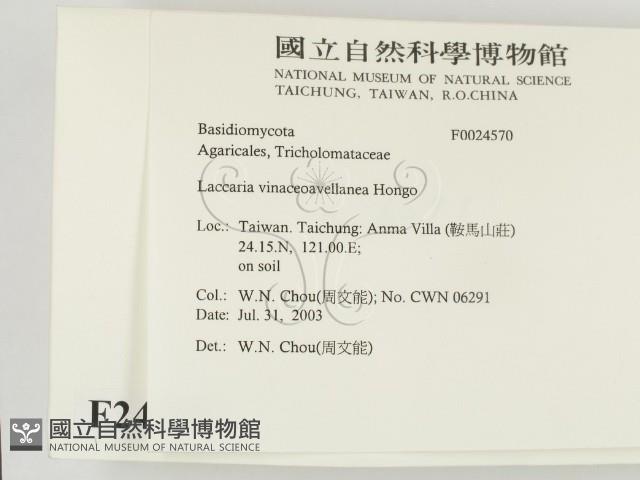 國立自然科學博物館
NATIONAL MUSEUM OF NATURAL SCIENCE
TAICHUNG, TAIWAN, R.O.CHINA
Basidiomycota F0024570
Agaricales, Tricholomataceae
Laccaria vinaceoavellanea Hongo
Loc.: Taiwan. Taichung: Anma Villa (鞍馬山莊)
24.15.N, 121.00.E;
on soil
Col.: W.N. Chou(周文能); No. CWN 06291
Date: Jul. 31, 2003
Det.: W.N. Chou(周文能)
F24
國立自然科學博物館
NATIONAL MUSEUM OF NATURAL SCIENCE